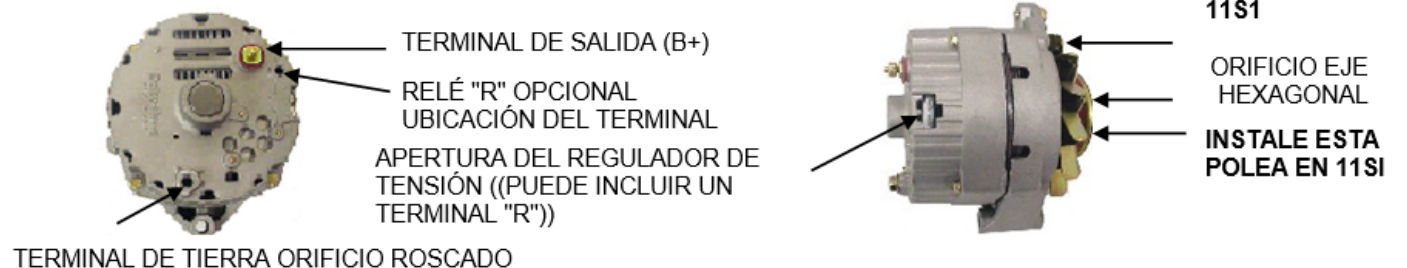 TERMINAL DE SALIDA (B+)
RELÉ "R" OPCIONAL
UBICACIÓN DEL TERMINAL
APERTURA DEL REGULADOR DE
TENSIÓN ((PUEDE INCLUIR UN
TERMINAL "R"))
TERMINAL DE TIERRA ORIFICIO ROSCADO
11S1
ORIFICIO EJE
HEXAGONAL
INSTALE ESTA
POLEA EN 11SI